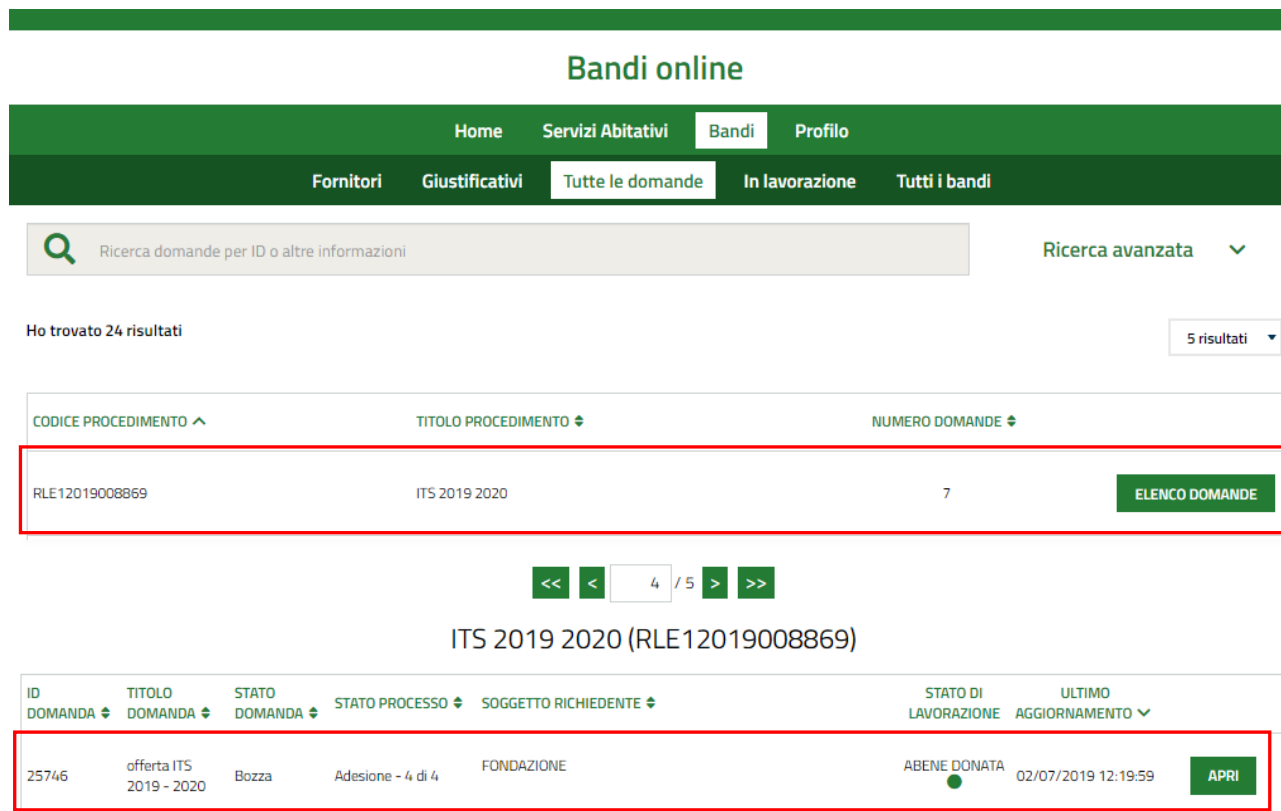 Bandi online
Home Servizi Abitativi Bandi Profilo
Fornitori Giustificativi Tutte le domande In lavorazione Tutti i bandi
Ricerca domande per ID o altre informazioni Ricerca avanzata
Ho trovato 24 risultati 5 risultati
CODICE PROCEDIMENTO TITOLO PROCEDIMENTO NUMERO DOMANDE
RLE12019008869 ITS 2019 2020 7 ELENCO DOMANDE
<< < 4 / 5 > >>
ITS 2019 2020 (RLE12019008869)
ID DOMANDA TITOLO DOMANDA STATO DOMANDA STATO PROCESSO SOGGETTO RICHIEDENTE STATO DI LAVORAZIONE ULTIMO AGGIORNAMENTO
25746 offerta ITS 2019 - 2020 Bozza Adesione - 4 di 4 FONDAZIONE ABENE DONATA 02/07/2019 12:19:59 APRI